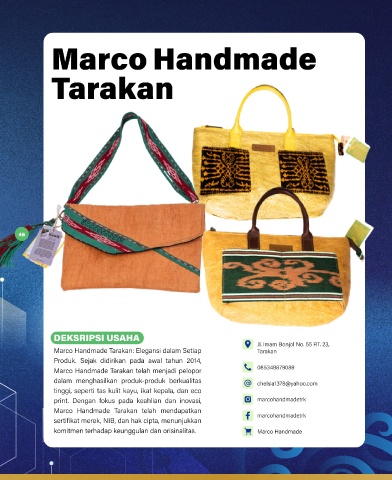 Marco Handmade
Tarakan
48
DEKSRIPSI USAHA
Marco Handmade Tarakan: Elegansi dalam Setiap
Produk. Sejak didirikan pada awal tahun 2014,
Marco Handmade Tarakan telah menjadi pelopor
dalam menghasilkan produk-produk berkualitas
tinggi, seperti tas kulit kayu, ikat kepala, dan eco
print. Dengan fokus pada keahlian dan inovasi,
Marco Handmade Tarakan telah mendapatkan
sertifikat merek, NIB, dan hak cipta, menunjukkan
komitmen terhadap keunggulan dan orisinalitas.
Jl. Imam Bonjol No. 55 RT. 23,
Tarakan
085349879088
chelsia1378@yahoo.com
marcohandmadetrk
marcohandmadetrk
Marco Handmade